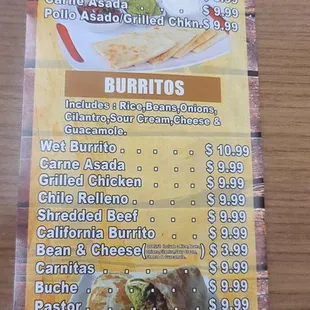 Carne Asada . . . . . $ 9.99
Pollo Asado/Grilled Chkn.$ 9.99
BURRITOS
Includes : Rice,Beans,Onions,
Cilantro,Sour Cream,Cheese &
Guacamole.
Wet Burrito . . . . . $ 10.99
Carne Asada . . . . $ 9.99
Grilled Chicken . . . $ 9.99
Chile Relleno . . . . $ 9.99
Shredded Beef . . . $ 9.99
California Burrito . . $ 9.99
Bean & Cheese ( ) $ 3.99
Carnitas . . . . . . $ 9.99
Buche . . . . . . $ 9.99
Pastor . . . . . $ 9.99